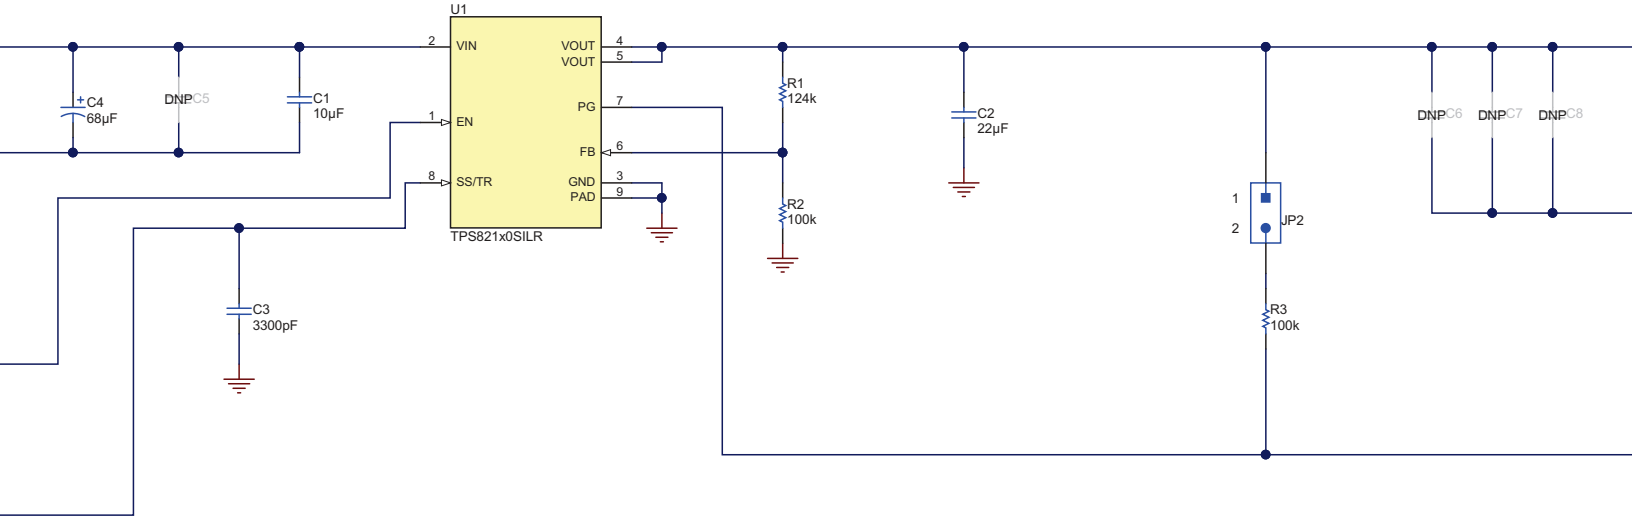 U1
2
VIN
VOUT
4
VOUT
5
R1
124k
C4
68µF
DNP
C5
C1
10µF
PG
7
1
EN
C2
22µF
DNP
C6
DNP
C7
DNP
C8
FB
6
8
SS/TR
GND
3
PAD
9
R2
100k
1
2
JP2
TPS821x0SILR
C3
3300pF
R3
100k